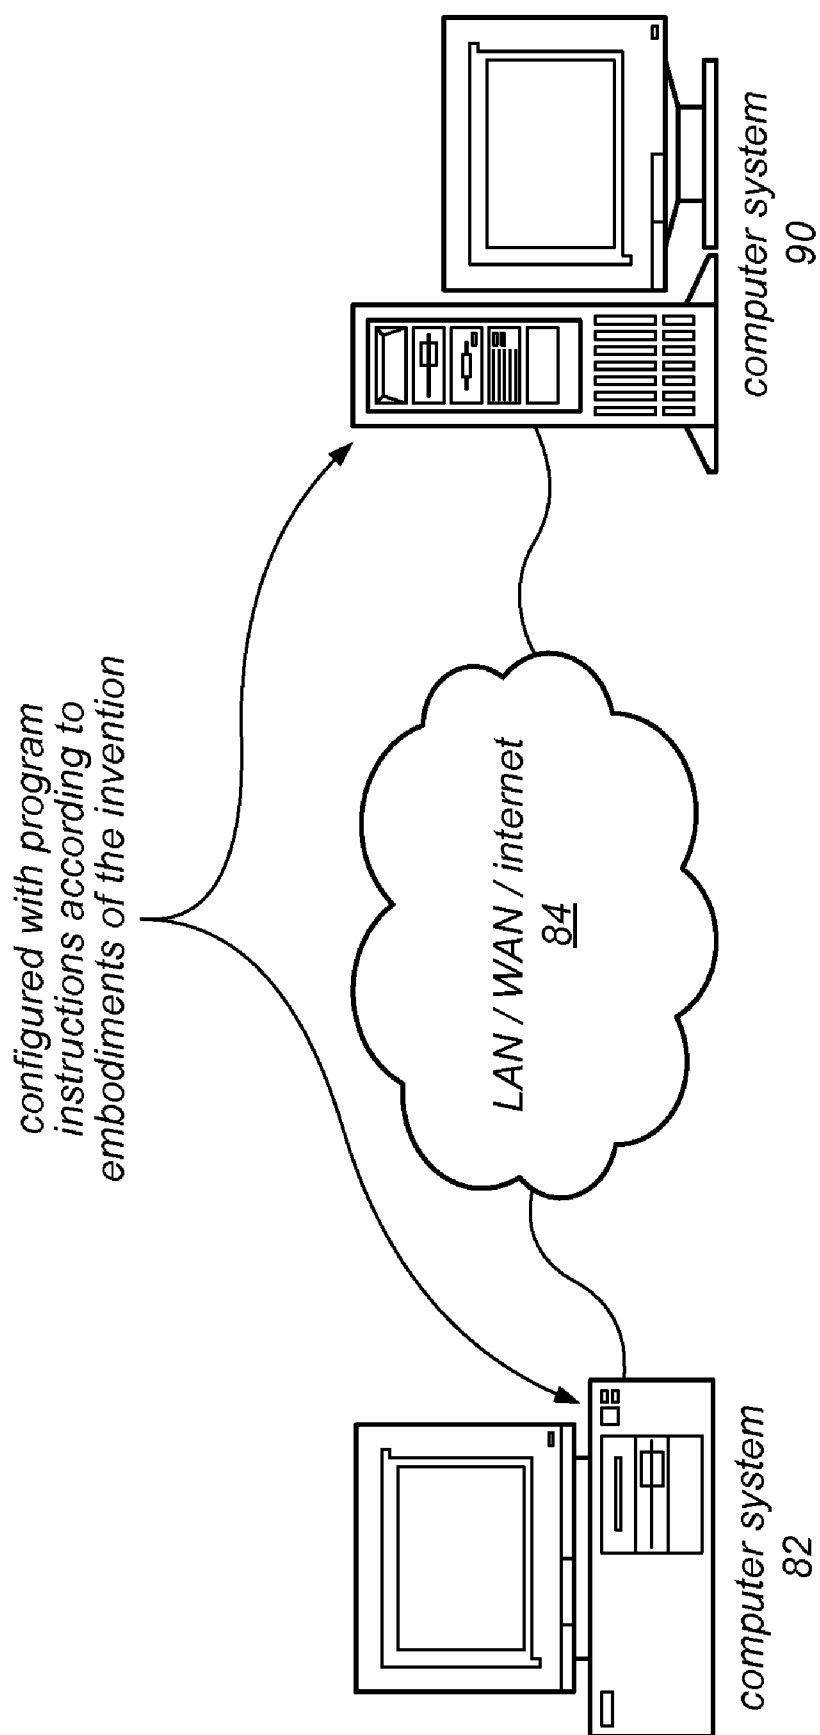 configured with program
instructions according to
embodiments of the invention
LAN / WAN / internet
84
computer system
82
computer system
90